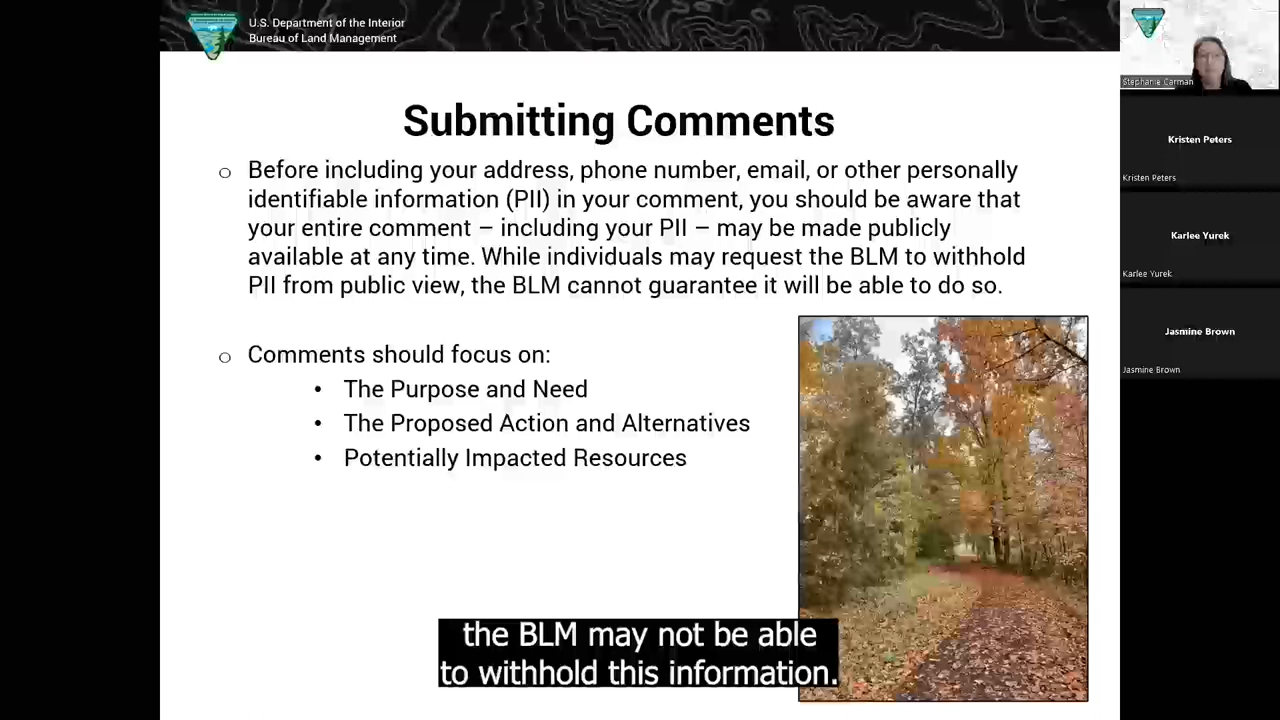 U.S. Department of the Interior
Bureau of Land Management
Submitting Comments
Before including your address, phone number, email, or other personally
identifiable information (PII) in your comment, you should be aware that
your entire comment – including your PII – may be made publicly
available at any time. While individuals may request the BLM to withhold
PII from public view, the BLM cannot guarantee it will be able to do so.
Comments should focus on:
• The Purpose and Need
• The Proposed Action and Alternatives
• Potentially Impacted Resources
the BLM may not be able
to withhold this information.
Stephanie Carman
Kristen Peters
Kristen Peters
Karlee Yurek
Karlee Yurek
Jasmine Brown
Jasmine Brown